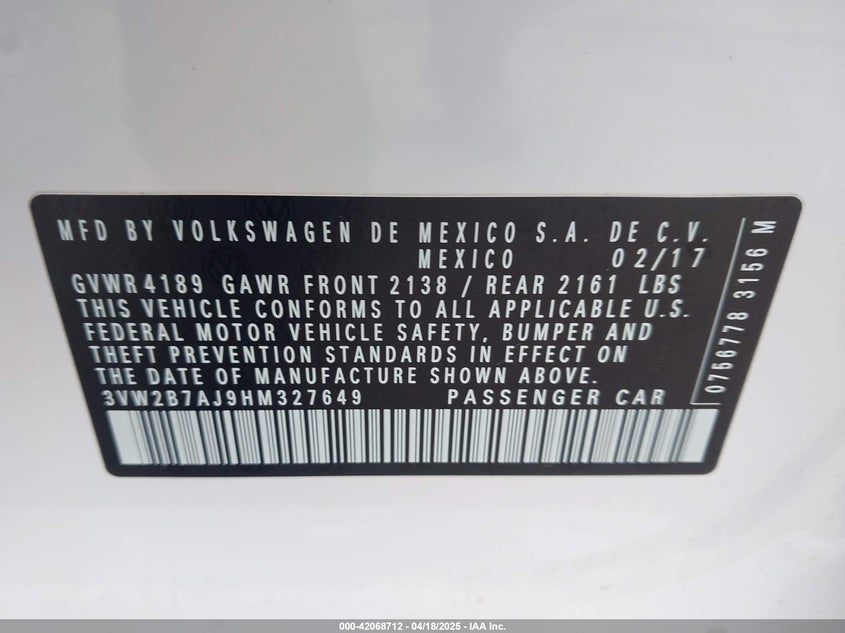 MFD BY VOLKSWAGEN DE MEXICO S.A. DE C.V.
MEXICO 02/17
GVWR 4189 GAWR FRONT 2138 / REAR 2161 LBS
THIS VEHICLE CONFORMS TO ALL APPLICABLE U.S.
FEDERAL MOTOR VEHICLE SAFETY, BUMPER AND
THEFT PREVENTION STANDARDS IN EFFECT ON
THE DATE OF MANUFACTURE SHOWN ABOVE.
3VW2B7AJ9HM327649 PASSENGER CAR
0756778 3156 M
000-42068712 | 04/18/2025 - IAA Inc.